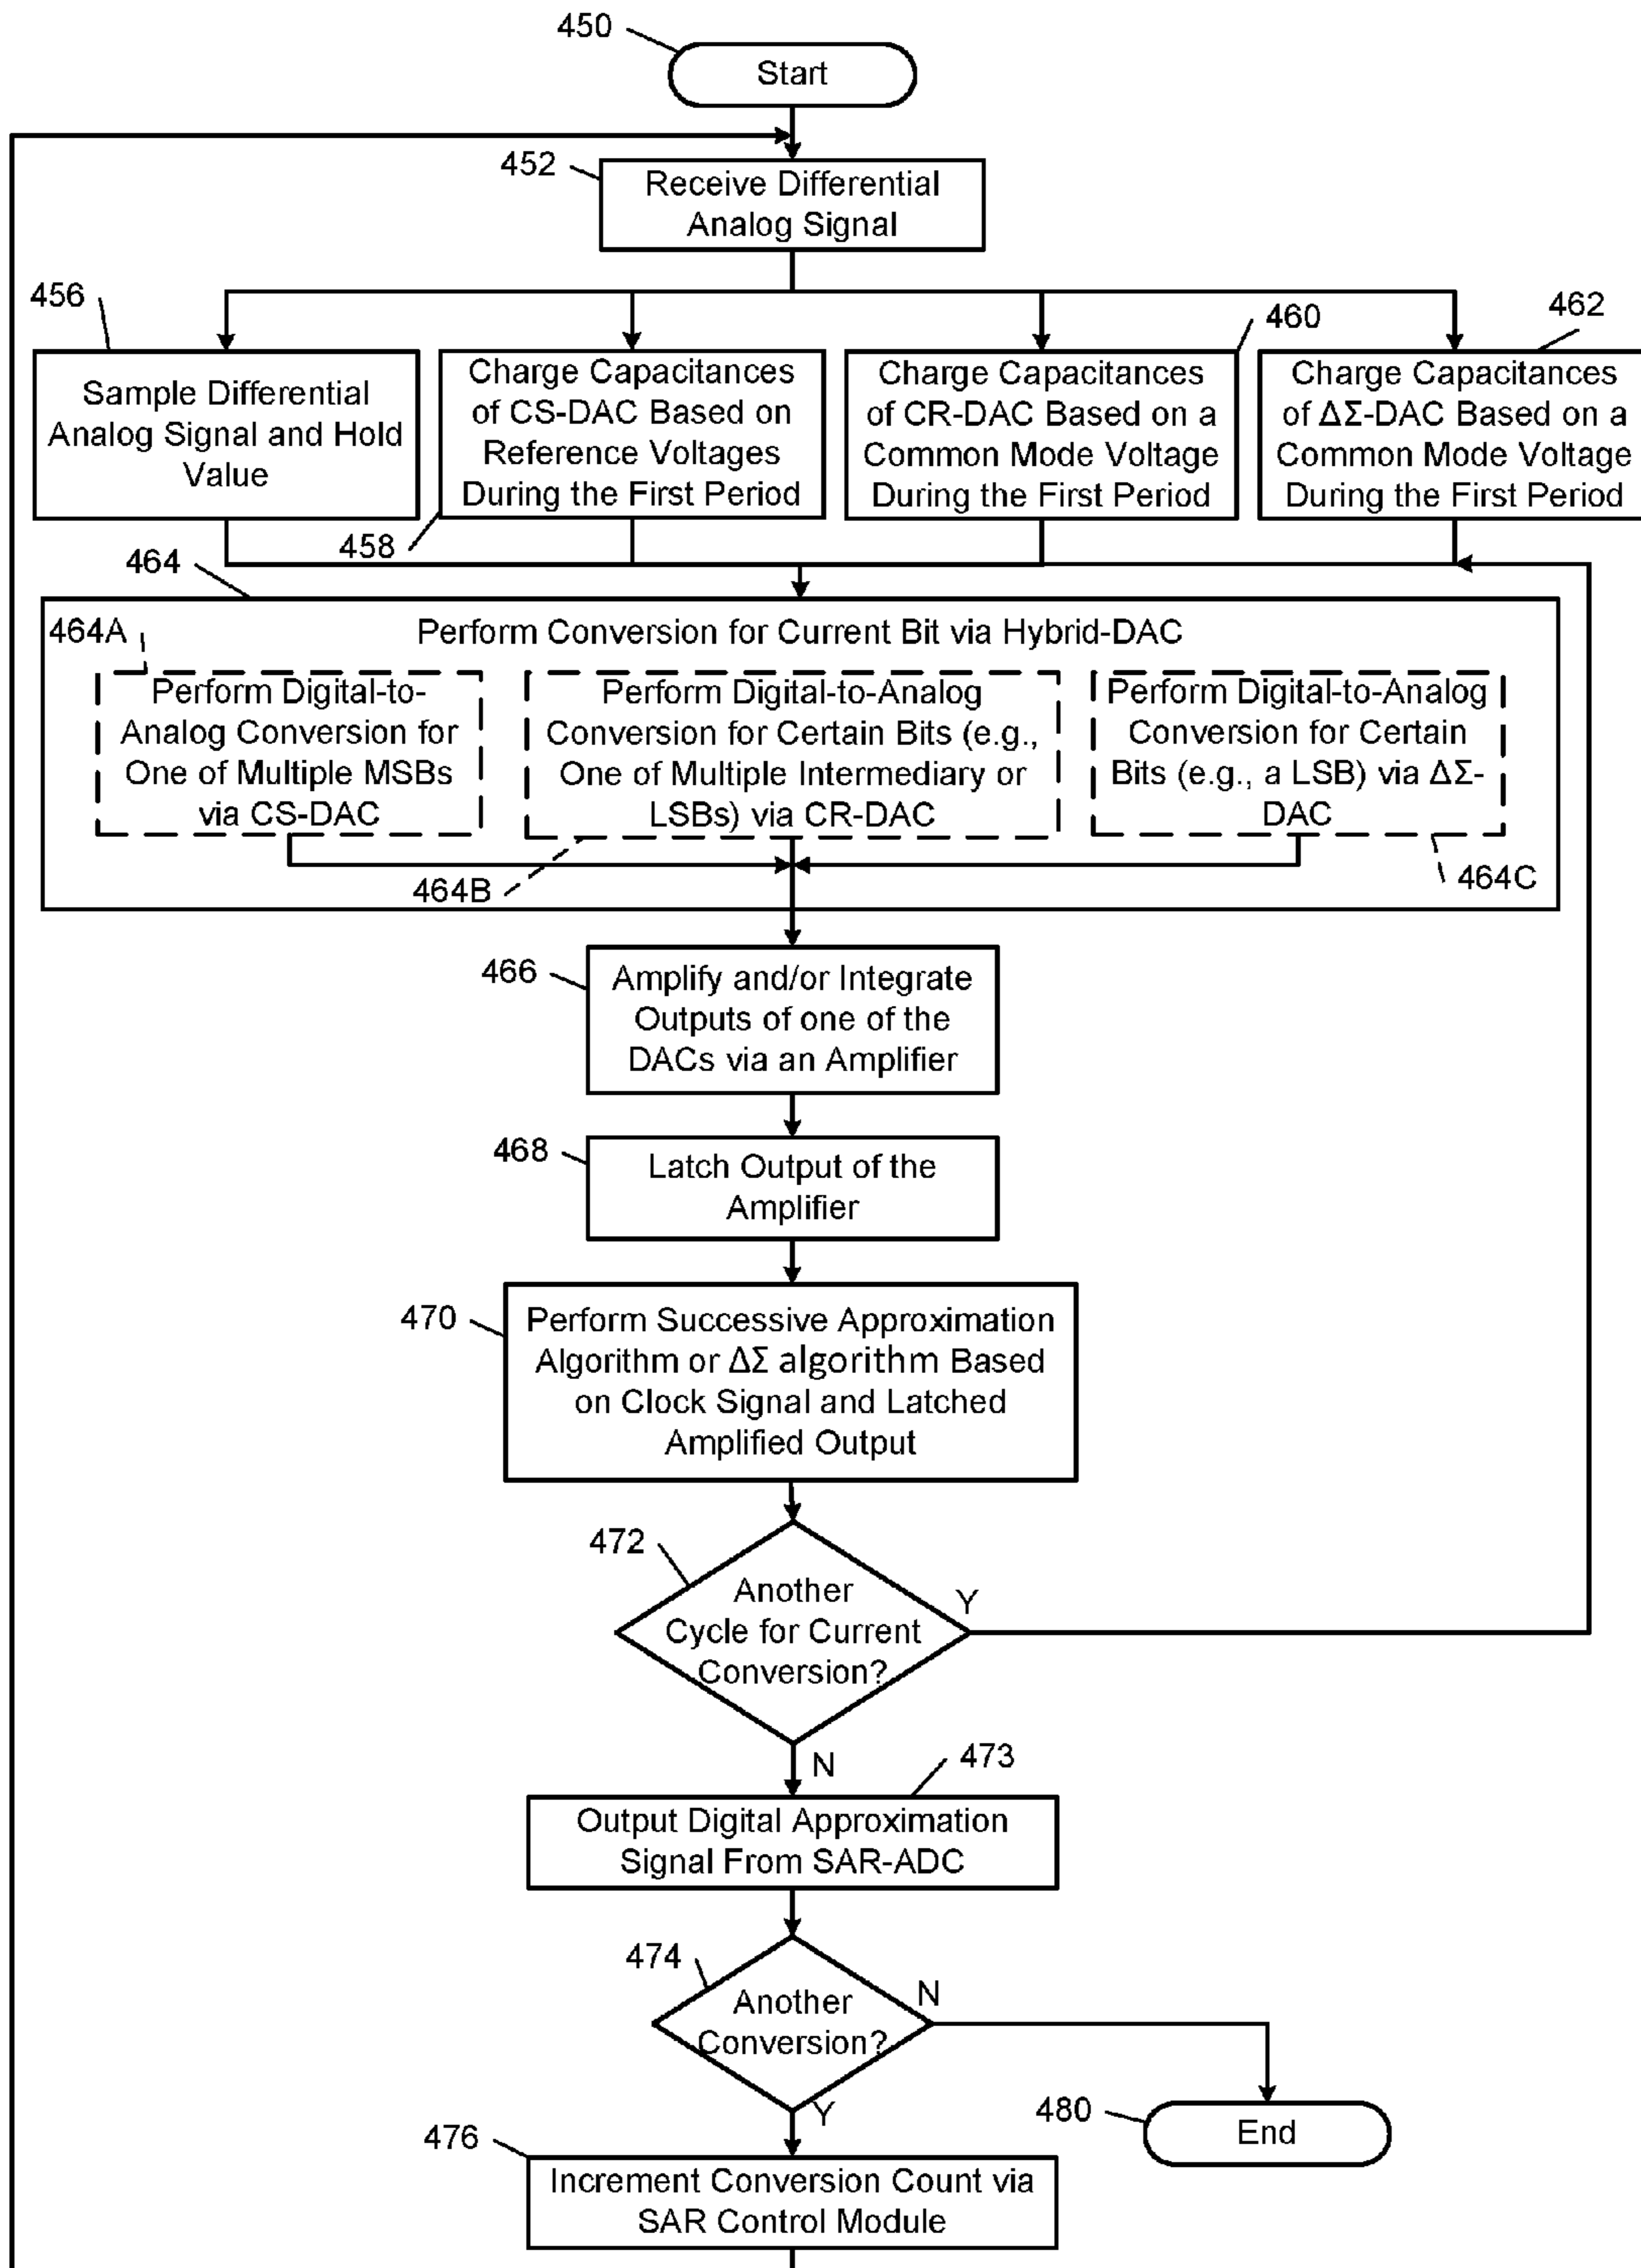 450
Start
452
Receive Differential
Analog Signal
456
Sample Differential
Analog Signal and Hold
Value
458
Charge Capacitances
of CS-DAC Based on
Reference Voltages
During the First Period
460
Charge Capacitances
of CR-DAC Based on a
Common Mode Voltage
During the First Period
462
Charge Capacitances
of ΔΣ-DAC Based on a
Common Mode Voltage
During the First Period
464
Perform Conversion for Current Bit via Hybrid-DAC
464A
Perform Digital-to-
Analog Conversion for
One of Multiple MSBs
via CS-DAC
464B
Perform Digital-to-Analog
Conversion for Certain Bits (e.g.,
One of Multiple Intermediary or
LSBs) via CR-DAC
464C
Perform Digital-to-Analog
Conversion for Certain
Bits (e.g., a LSB) via ΔΣ-
DAC
466
Amplify and/or Integrate
Outputs of one of the
DACs via an Amplifier
468
Latch Output of the
Amplifier
470
Perform Successive Approximation
Algorithm or ΔΣ algorithm Based
on Clock Signal and Latched
Amplified Output
472
Another
Cycle for Current
Conversion?
Y
N
473
Output Digital Approximation
Signal From SAR-ADC
474
Another
Conversion?
N
Y
480
End
476
Increment Conversion Count via
SAR Control Module